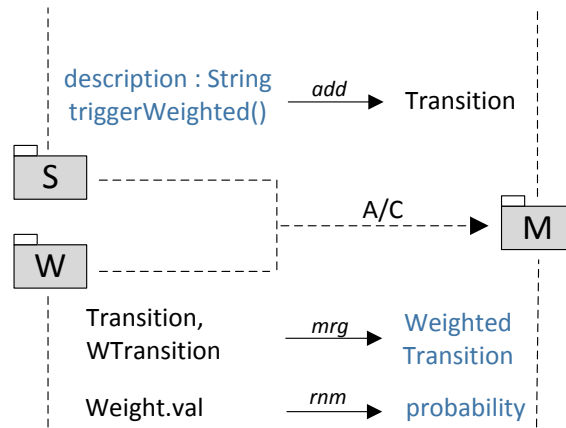 description : String
triggerWeighted()
add
Transition
S
A/C
M
W
Transition,
WTransition
mrg
Weighted
Transition
Weight.val
rnm
probability